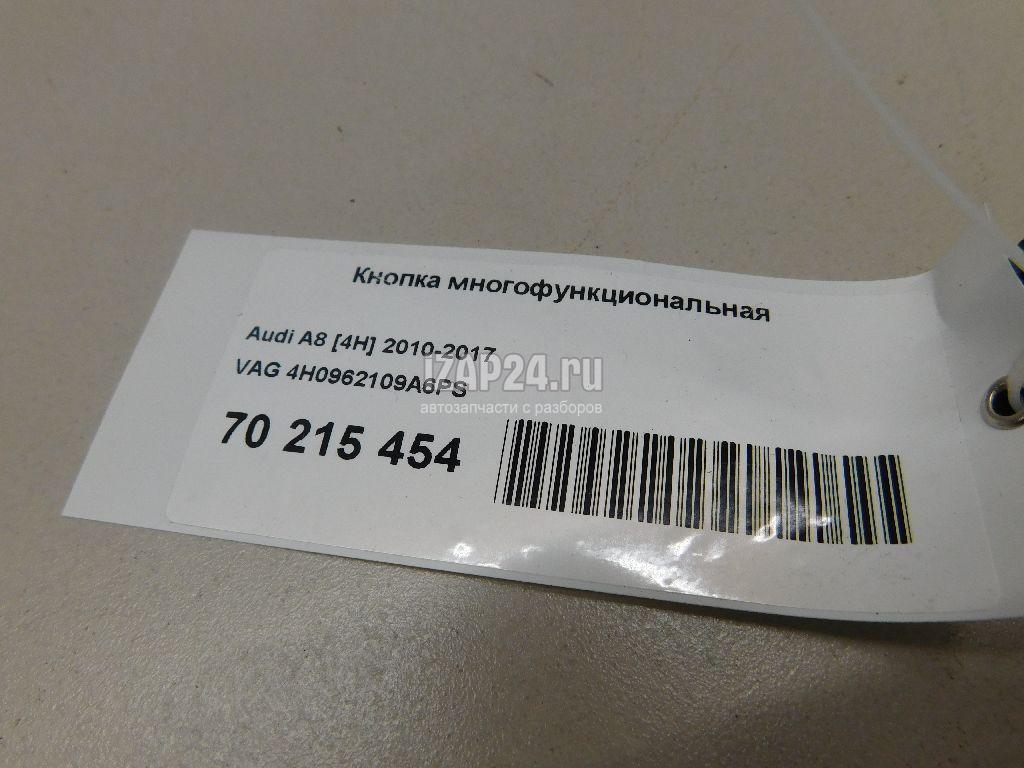 Кнопка многофункциональная
Audi A8 [4H] 2010-2017
VAG 4H0962109A6PS
70 215 454
iZAP24.ru
автозапчасти с разборов